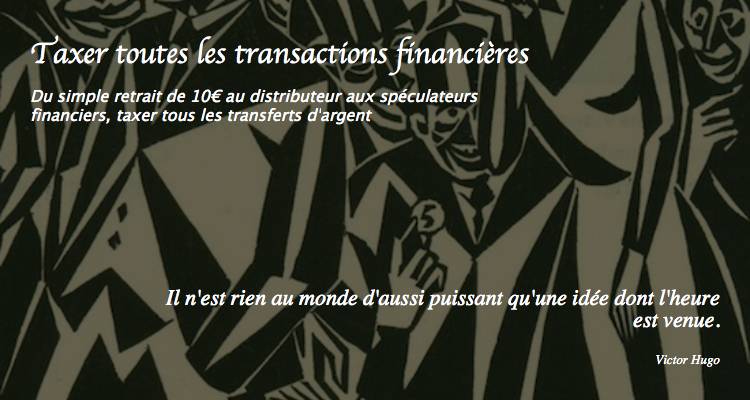 Taxer toutes les transactions financières
Du simple retrait de 10€ au distributeur aux spéculateurs
financiers, taxer tous les transferts d'argent
5
Il n'est rien au monde d'aussi puissant qu'une idée dont l'heure
est venue.
Victor Hugo